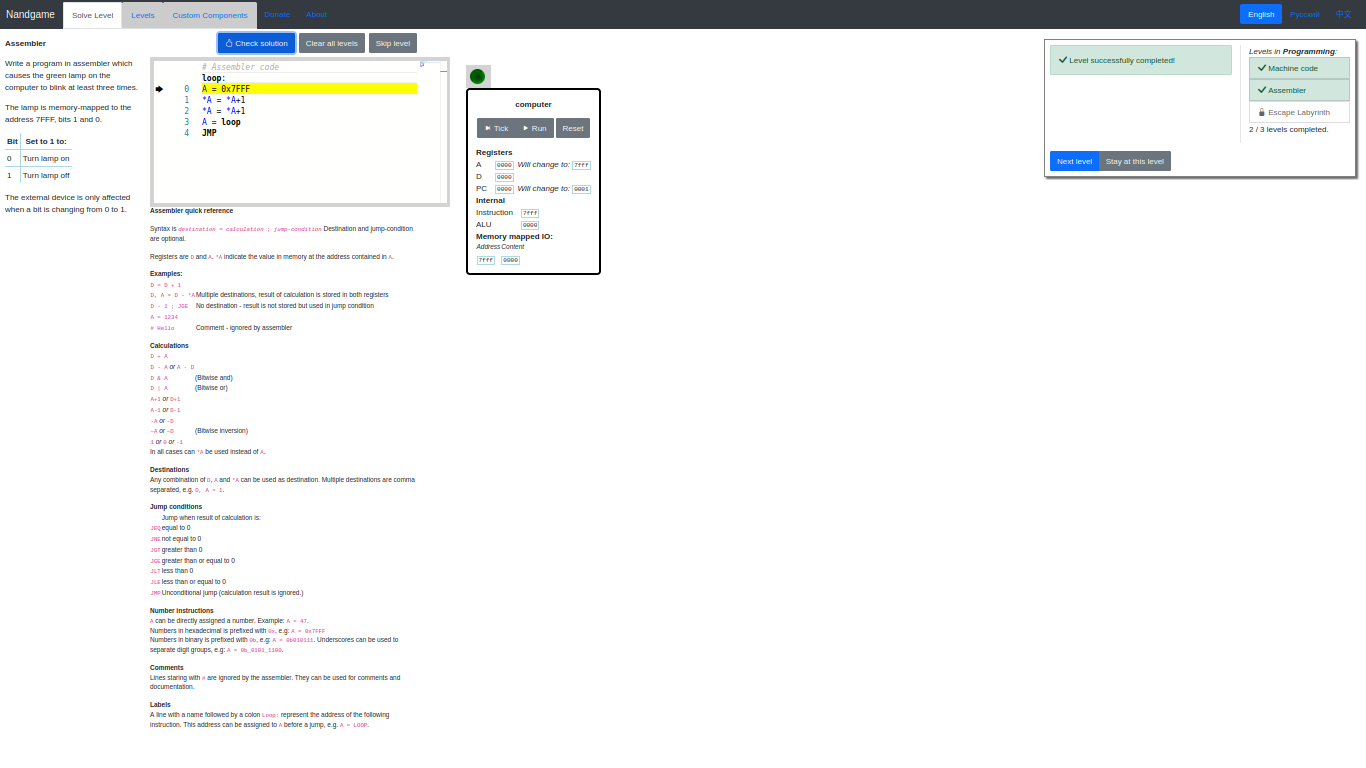 Nandgame Solve Level Levels Custom Components Donate About English Русский 中文
Assembler
Write a program in assembler which
causes the green lamp on the
computer to blink at least three times.
The lamp is memory-mapped to the
address 7FFF, bits 1 and 0.
Bit Set to 1 to:
0 Turn lamp on
1 Turn lamp off
The external device is only affected
when a bit is changing from 0 to 1.
Check solution Clear all levels Skip level
# Assembler code
loop:
0 A = 0x7FFF
1 *A = *A+1
2 *A = *A+1
3 A = loop
4 JMP
Assembler quick reference
Syntax is destination = calculation ; jump-condition Destination and jump-condition
are optional.
Registers are D and A. *A indicate the value in memory at the address contained in A.
Examples:
D = D + 1
D, A = D - *A Multiple destinations, result of calculation is stored in both registers
D - 1 ; JGE No destination - result is not stored but used in jump condition
A = 1234
# Hello Comment - ignored by assembler
Calculations
D + A
D - A or A - D
D & A (Bitwise and)
D | A (Bitwise or)
A+1 or D+1
A-1 or D-1
-A or -D
~A or ~D (Bitwise inversion)
1 or 0 or -1
In all cases can *A be used instead of A.
Destinations
Any combination of D, A and *A can be used as destination. Multiple destinations are comma
separated, e.g. D, A = 1.
Jump conditions
Jump when result of calculation is:
JEQ equal to 0
JNE not equal to 0
JGT greater than 0
JGE greater than or equal to 0
JLT less than 0
JLE less than or equal to 0
JMP Unconditional jump (calculation result is ignored.)
Number instructions
A can be directly assigned a number. Example: A = 47.
Numbers in hexadecimal is prefixed with 0x, e.g: A = 0x7FFF
Numbers in binary is prefixed with 0b, e.g: A = 0b010111. Underscores can be used to
separate digit groups, e.g: A = 0b_0101_1100.
Comments
Lines staring with # are ignored by the assembler. They can be used for comments and
documentation.
Labels
A line with a name followed by a colon Loop: represent the address of the following
instruction. This address can be assigned to A before a jump, e.g. A = LOOP.
computer
Tick Run Reset
Registers
A 0000 Will change to: 7fff
D 0000
PC 0000 Will change to: 0001
Internal
Instruction 7fff
ALU 0000
Memory mapped IO:
Address Content
7fff 0000
Level successfully completed!
Levels in Programming:
Machine code
Assembler
Escape Labyrinth
2 / 3 levels completed.
Next level Stay at this level